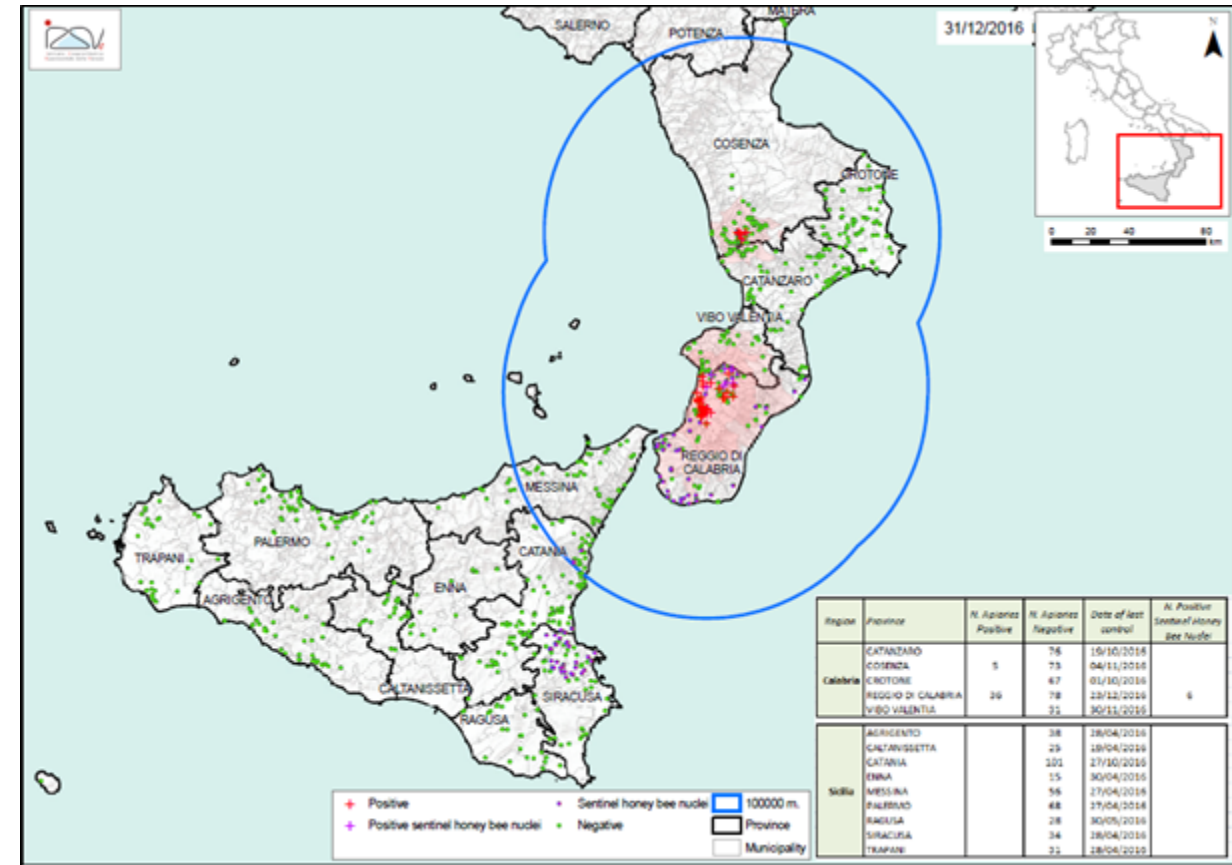 SALERNO
POTENZA
MATERA
31/12/2016
N
COSENZA
CROTONE
0 20 40 80
km
CATANZARO
VIBO VALENTIA
REGGIO DI
CALABRIA
MESSINA
PALERMO
TRAPANI
CATANIA
ENNA
AGRIGENTO
CALTANISSETTA
SIRACUSA
RAGUSA
Region Province N. Apiaries Positive N. Apiaries Negative Date of last control N. Positive Sentinel Honey Bee Nuclei
Calabria
CATANZARO 76 19/10/2016
COSENZA 5 73 04/11/2016
CROTONE 67 01/10/2016
REGGIO DI CALABRIA 36 78 23/12/2016 6
VIBO VALENTIA 31 30/11/2016
Sicilia
AGRIGENTO 38 28/04/2016
CALTANISSETTA 25 19/04/2016
CATANIA 101 27/10/2016
ENNA 15 30/04/2016
MESSINA 56 27/04/2016
PALERMO 68 27/04/2016
RAGUSA 28 30/05/2016
SIRACUSA 34 28/04/2016
TRAPANI 31 28/04/2016
Positive
Sentinel honey bee nuclei
100000 m.
Positive sentinel honey bee nuclei
Negative
Province
Municipality